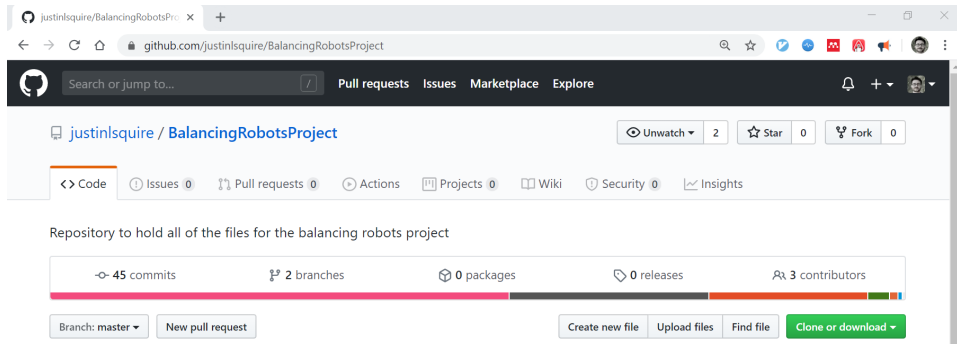 justinlsquire/BalancingRobotsPro
github.com/justinlsquire/BalancingRobotsProject
Search or jump to... /
Pull requests Issues Marketplace Explore
justinlsquire / BalancingRobotsProject
Unwatch 2 Star 0 Fork 0
Code Issues 0 Pull requests 0 Actions Projects 0 Wiki Security 0 Insights
Repository to hold all of the files for the balancing robots project
45 commits 2 branches 0 packages 0 releases 3 contributors
Branch: master New pull request Create new file Upload files Find file Clone or download